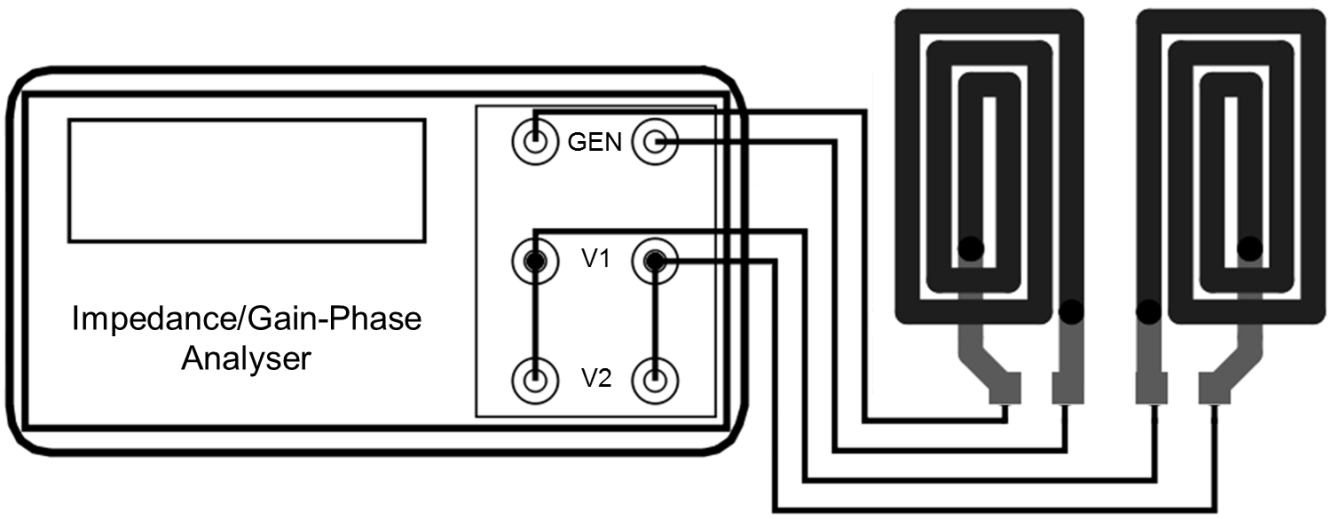 GEN
V1
Impedance/Gain-Phase
Analyser
V2